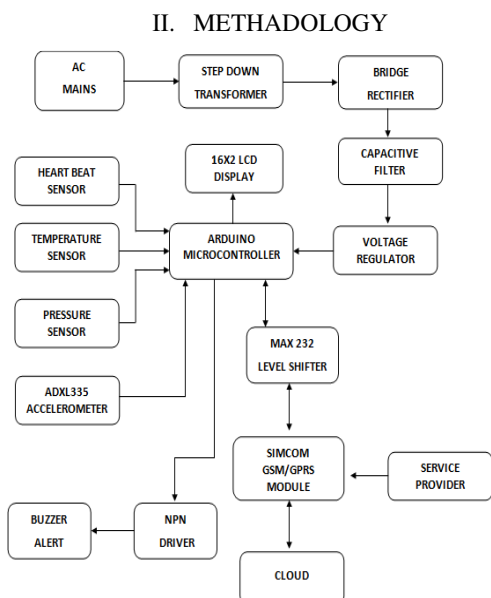 II. METHADOLOGY
AC
MAINS
STEP DOWN
TRANSFORMER
BRIDGE
RECTIFIER
HEART BEAT
SENSOR
16X2 LCD
DISPLAY
CAPACITIVE
FILTER
TEMPERATURE
SENSOR
ARDUINO
MICROCONTROLLER
VOLTAGE
REGULATOR
PRESSURE
SENSOR
MAX 232
LEVEL SHIFTER
ADXL335
ACCELEROMETER
SIMCOM
GSM/GPRS
MODULE
SERVICE
PROVIDER
BUZZER
ALERT
NPN
DRIVER
CLOUD